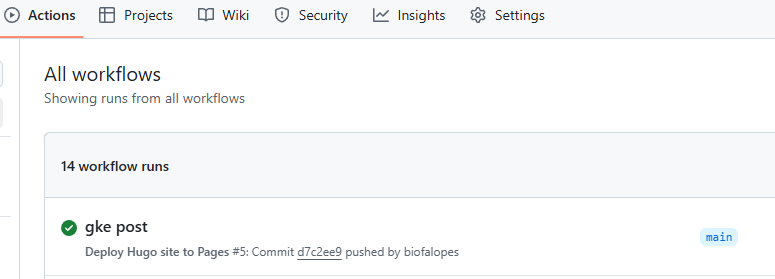 Actions Projects Wiki Security Insights Settings
All workflows
Showing runs from all workflows
14 workflow runs
gke post
main
Deploy Hugo site to Pages #5: Commit d7c2ee9 pushed by biofalopes